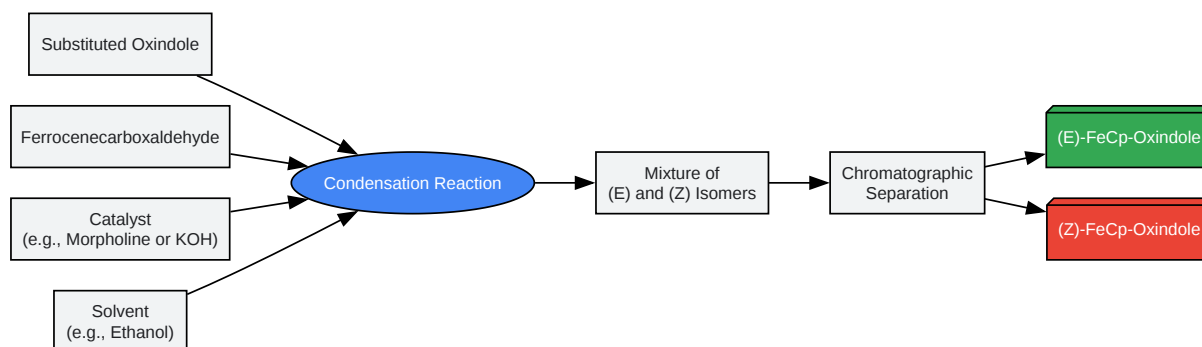 Substituted Oxindole
Ferrocenecarboxaldehyde
Catalyst
(e.g., Morpholine or KOH)
Solvent
(e.g., Ethanol)
Condensation Reaction
Mixture of
(E) and (Z) Isomers
Chromatographic
Separation
(E)-FeCp-Oxindole
(Z)-FeCp-Oxindole